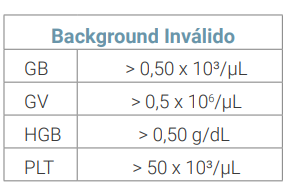 Background Inválido
GB > 0,50 x 10³/µL
GV > 0,5 x 10⁶/µL
HGB > 0,50 g/dL
PLT > 50 x 10³/µL